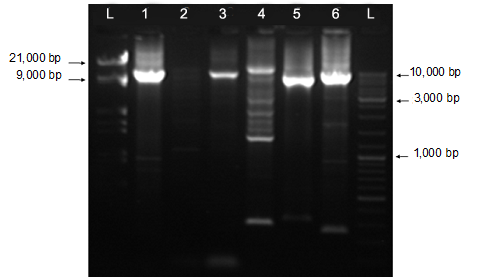 L 1 2 3 4 5 6 L
21,000 bp
9,000 bp
10,000 bp
3,000 bp
1,000 bp